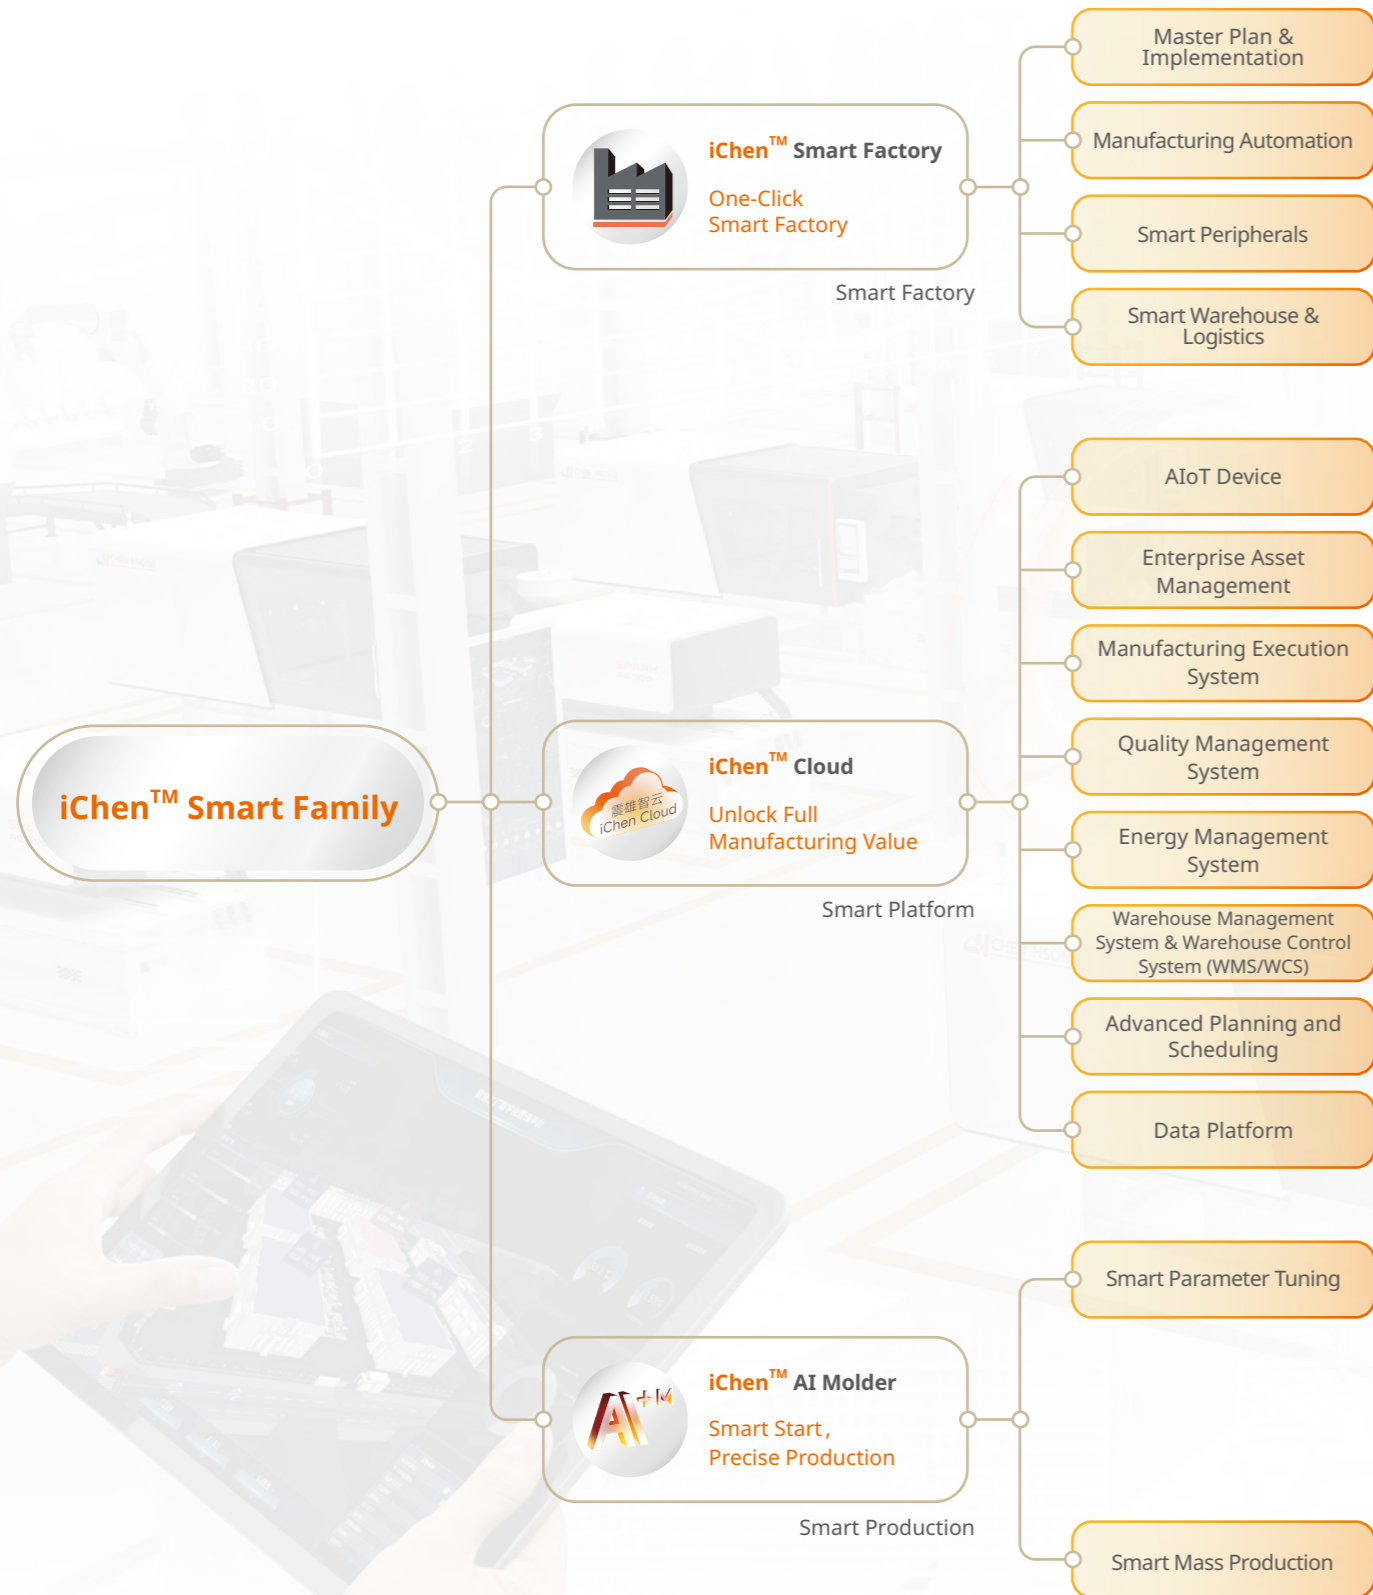 iChen™ Smart Family
iChen™ Smart Factory
One-Click
Smart Factory
Smart Factory
Master Plan &
Implementation
Manufacturing Automation
Smart Peripherals
Smart Warehouse &
Logistics
iChen™ Cloud
Unlock Full
Manufacturing Value
震雄智云
iChen Cloud
Smart Platform
AIoT Device
Enterprise Asset
Management
Manufacturing Execution
System
Quality Management
System
Energy Management
System
Warehouse Management
System & Warehouse Control
System (WMS/WCS)
Advanced Planning and
Scheduling
Data Platform
iChen™ AI Molder
Smart Start,
Precise Production
AI+M
Smart Production
Smart Parameter Tuning
Smart Mass Production